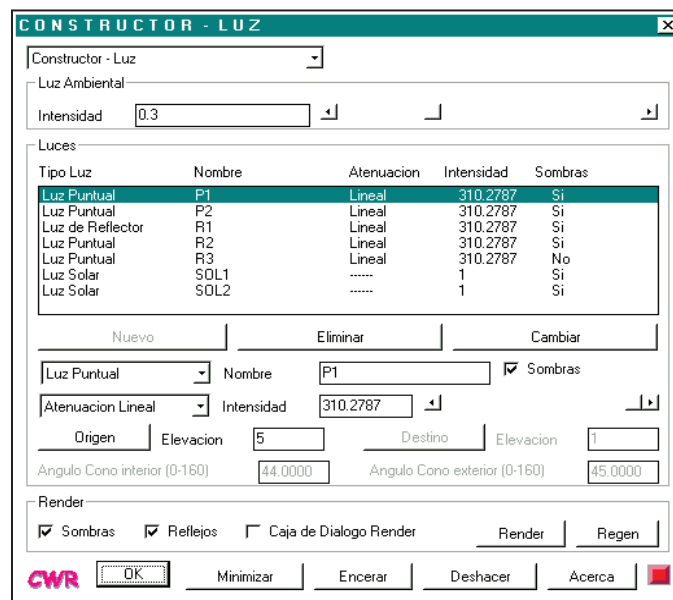 CONSTRUCTOR - LUZ
Constructor - Luz
Luz Ambiental
Intensidad 0.3
Luces
Tipo Luz Nombre Atenuacion Intensidad Sombras
Luz Puntual P1 Lineal 310.2787 Si
Luz Puntual P2 Lineal 310.2787 Si
Luz de Reflector R1 Lineal 310.2787 Si
Luz Puntual R2 Lineal 310.2787 Si
Luz Puntual R3 Lineal 310.2787 No
Luz Solar SOL1 ------ 1 Si
Luz Solar SOL2 ------ 1 Si
Nuevo Eliminar Cambiar
Luz Puntual Nombre P1 Sombras
Atenuacion Lineal Intensidad 310.2787
Origen Elevacion 5 Destino Elevacion 1
Angulo Cono interior (0-160) 44.0000 Angulo Cono exterior (0-160) 45.0000
Render
Sombras Reflejos Caja de Dialogo Render Render Regen
CWR OK Minimizar Encerar Deshacer Acerca